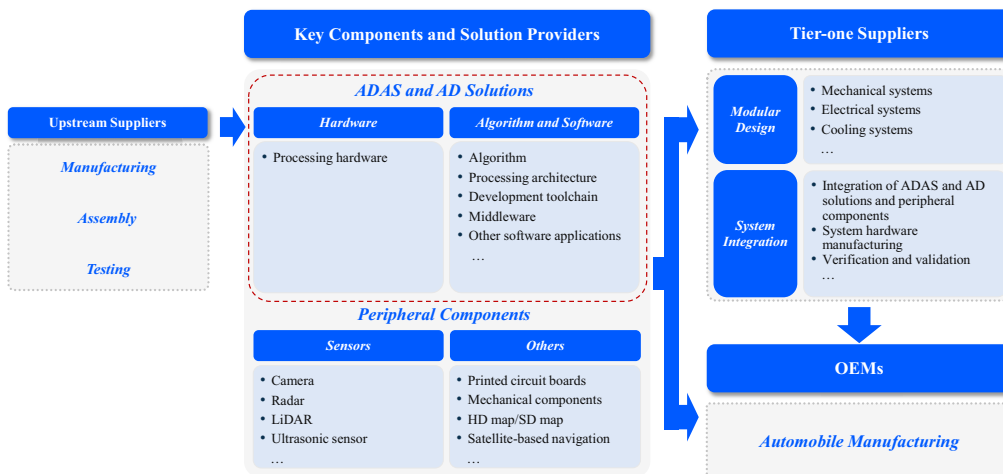 Key Components and Solution Providers
Tier-one Suppliers
Upstream Suppliers
Manufacturing
Assembly
Testing
ADAS and AD Solutions
Hardware
• Processing hardware
Algorithm and Software
• Algorithm
• Processing architecture
• Development toolchain
• Middleware
• Other software applications
…
Peripheral Components
Sensors
• Camera
• Radar
• LiDAR
• Ultrasonic sensor
…
Others
• Printed circuit boards
• Mechanical components
• HD map/SD map
• Satellite-based navigation
…
Modular
Design
• Mechanical systems
• Electrical systems
• Cooling systems
…
System
Integration
• Integration of ADAS and AD
solutions and peripheral
components
• System hardware
manufacturing
• Verification and validation
…
OEMs
Automobile Manufacturing